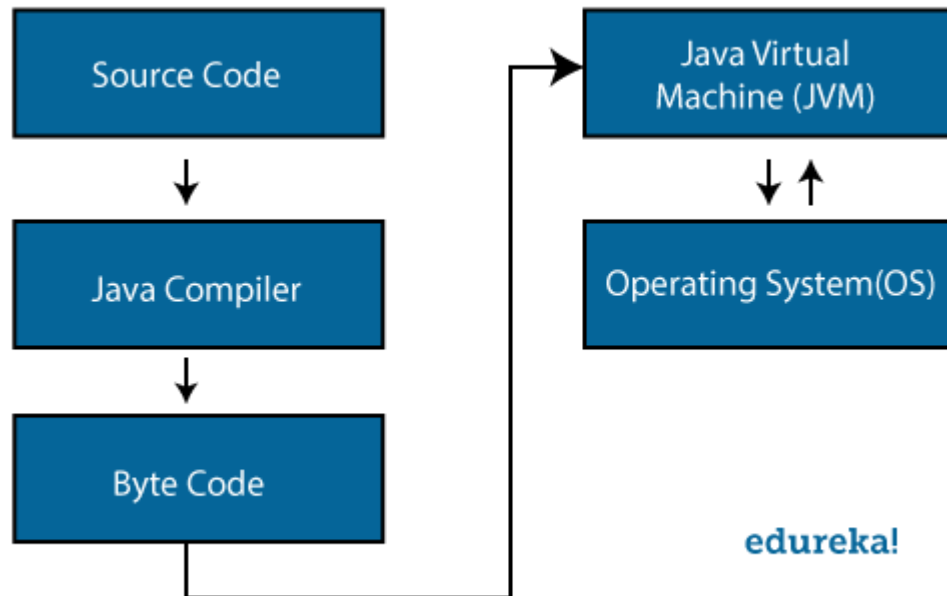 Source Code
Java Compiler
Byte Code
Java Virtual
Machine (JVM)
Operating System(OS)
edureka!